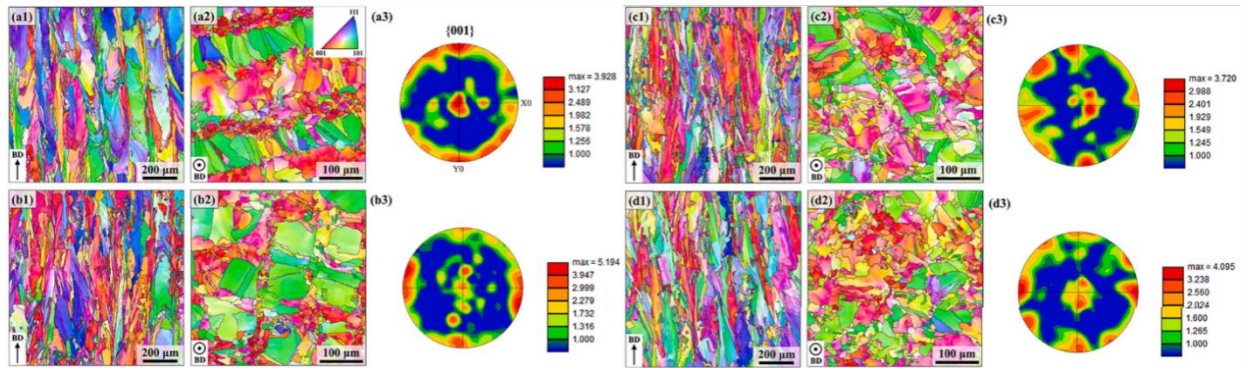 (a1)
BD
200 µm
(a2)
111
001
101
BD
100 µm
(a3)
{001}
X0
Y0
max = 3.928
3.127
2.489
1.982
1.578
1.256
1.000
(b1)
BD
200 µm
(b2)
BD
100 µm
(b3)
max = 5.194
3.947
2.999
2.279
1.732
1.316
1.000
(c1)
BD
200 µm
(c2)
BD
100 µm
(c3)
max = 3.720
2.988
2.401
1.929
1.549
1.245
1.000
(d1)
BD
200 µm
(d2)
BD
100 µm
(d3)
max = 4.095
3.238
2.560
2.024
1.600
1.265
1.000